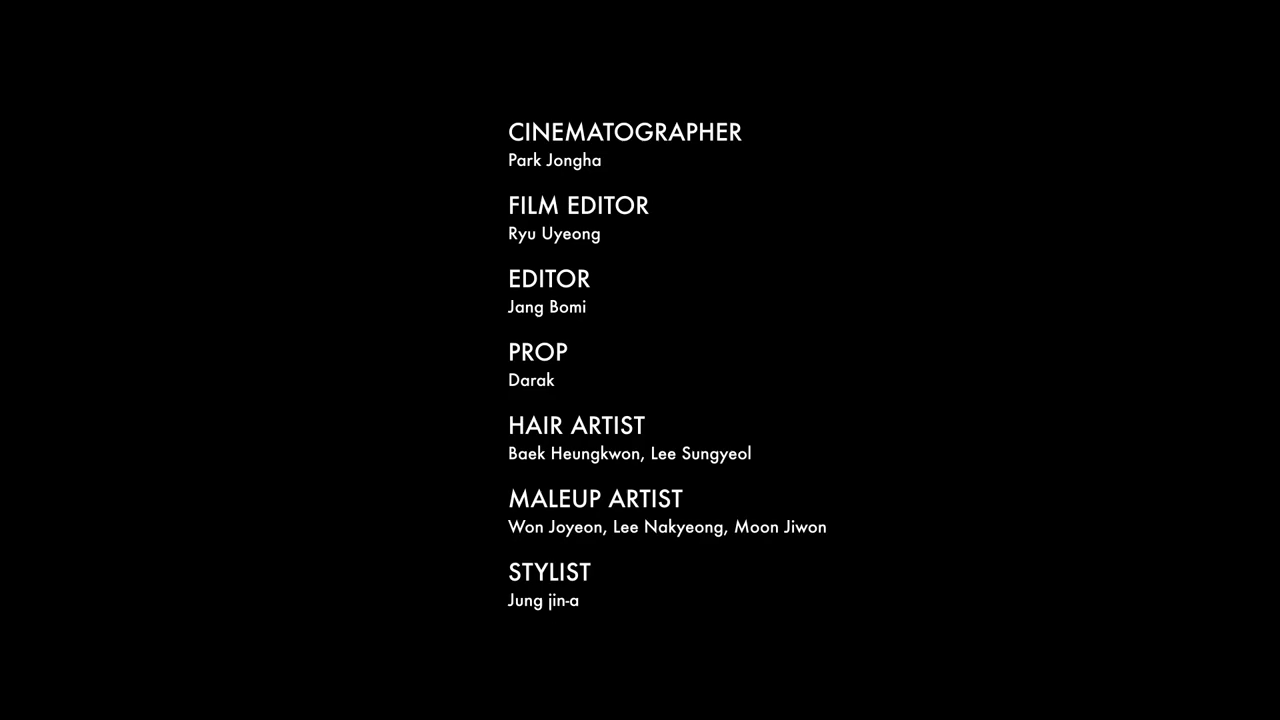 CINEMATOGRAPHER
Park Jongha
FILM EDITOR
Ryu Uyeong
EDITOR
Jang Bomi
PROP
Darak
HAIR ARTIST
Baek Heungkwon, Lee Sungyeol
MALEUP ARTIST
Won Joyeon, Lee Nakyeong, Moon Jiwon
STYLIST
Jung jin-a